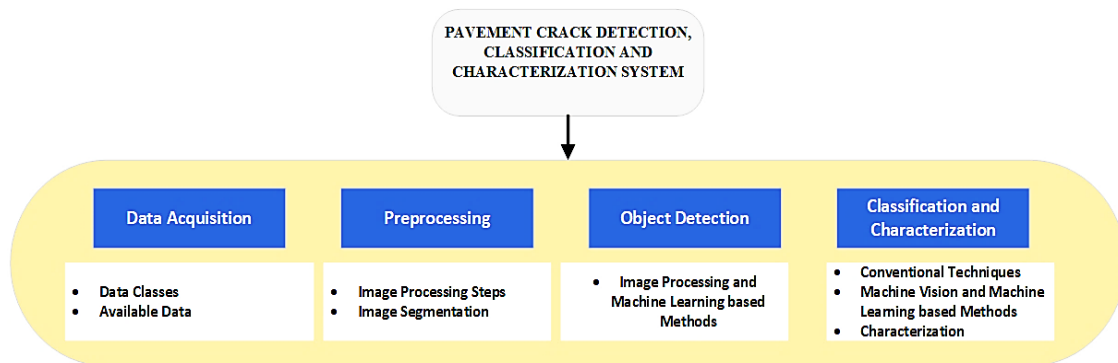 PAVEMENT CRACK DETECTION,
CLASSIFICATION AND
CHARACTERIZATION SYSTEM
Data Acquisition
• Data Classes
• Available Data
Preprocessing
• Image Processing Steps
• Image Segmentation
Object Detection
• Image Processing and
Machine Learning based
Methods
Classification and
Characterization
• Conventional Techniques
• Machine Vision and Machine
Learning based Methods
• Characterization